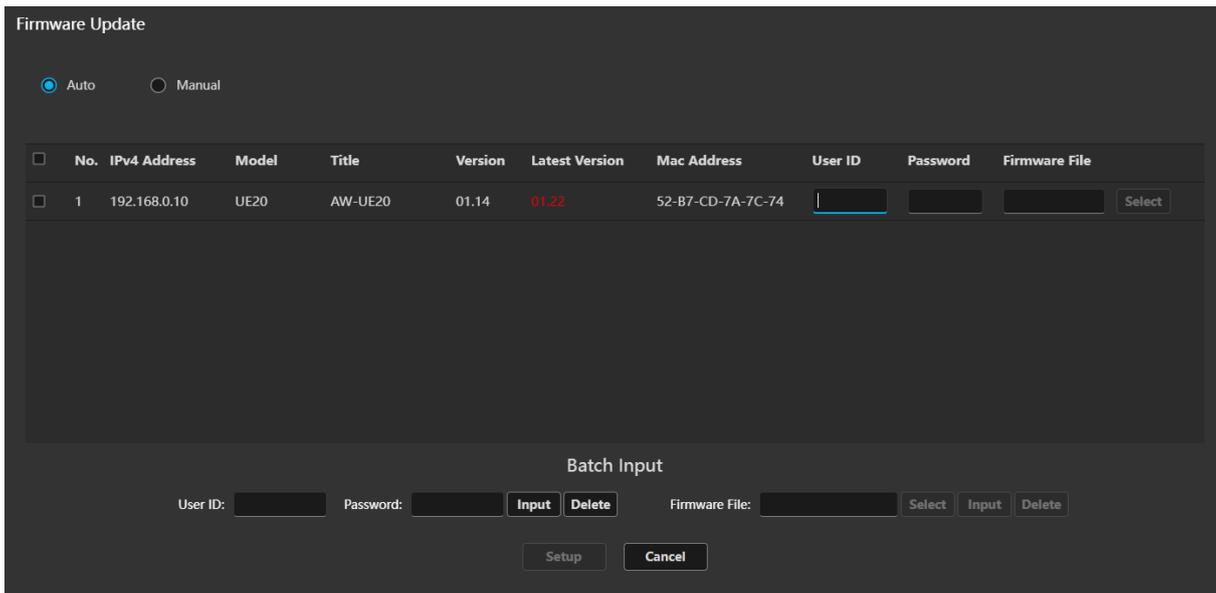 Firmware Update
Auto Manual
No. IPv4 Address Model Title Version Latest Version Mac Address User ID Password Firmware File
1 192.168.0.10 UE20 AW-UE20 01.14 01.22 52-B7-CD-7A-7C-74 Select
Batch Input
User ID: Password: Input Delete Firmware File: Select Input Delete
Setup Cancel